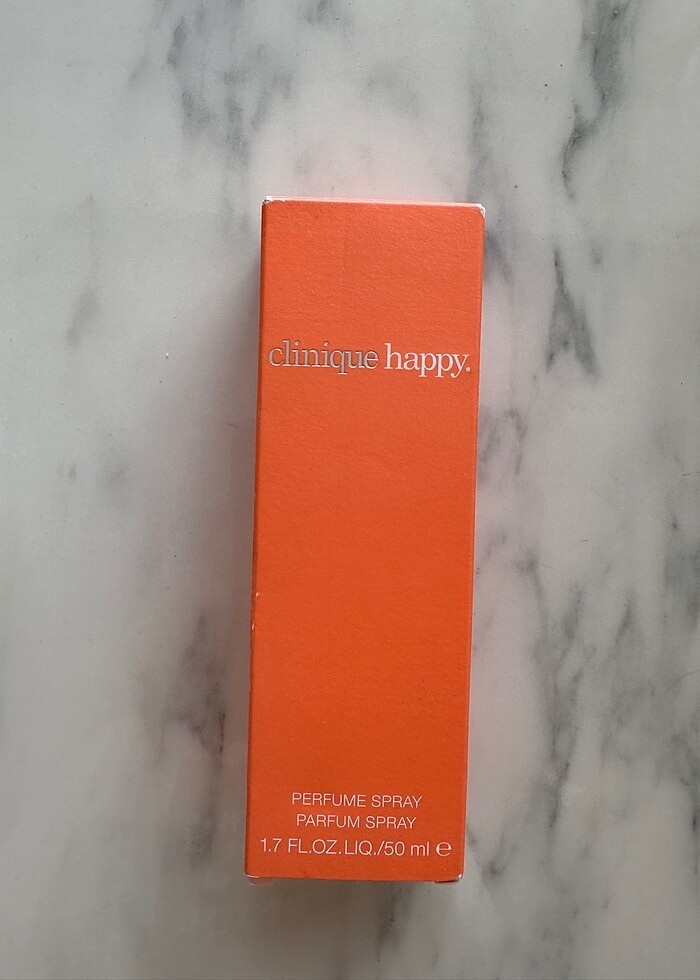 clinique happy.
PERFUME SPRAY
PARFUM SPRAY
1.7 FL.OZ.LIQ./50 ml ℮